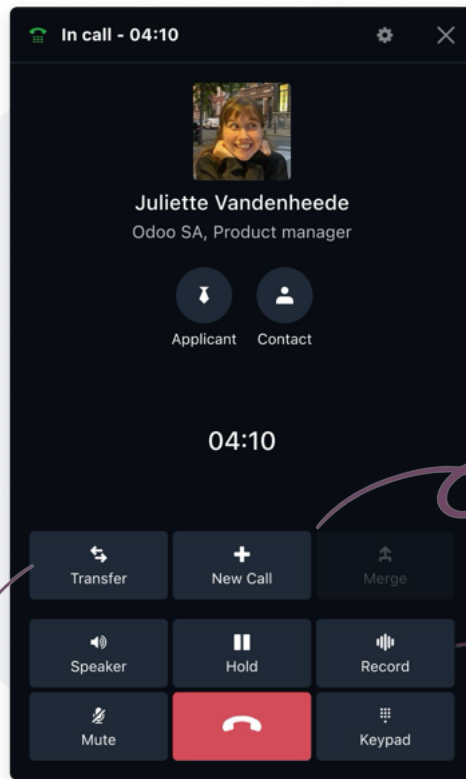 In call - 04:10
Juliette Vandenheede
Odoo SA, Product manager
Applicant Contact
04:10
Transfer New Call Merge
Speaker Hold Record
Mute Keypad